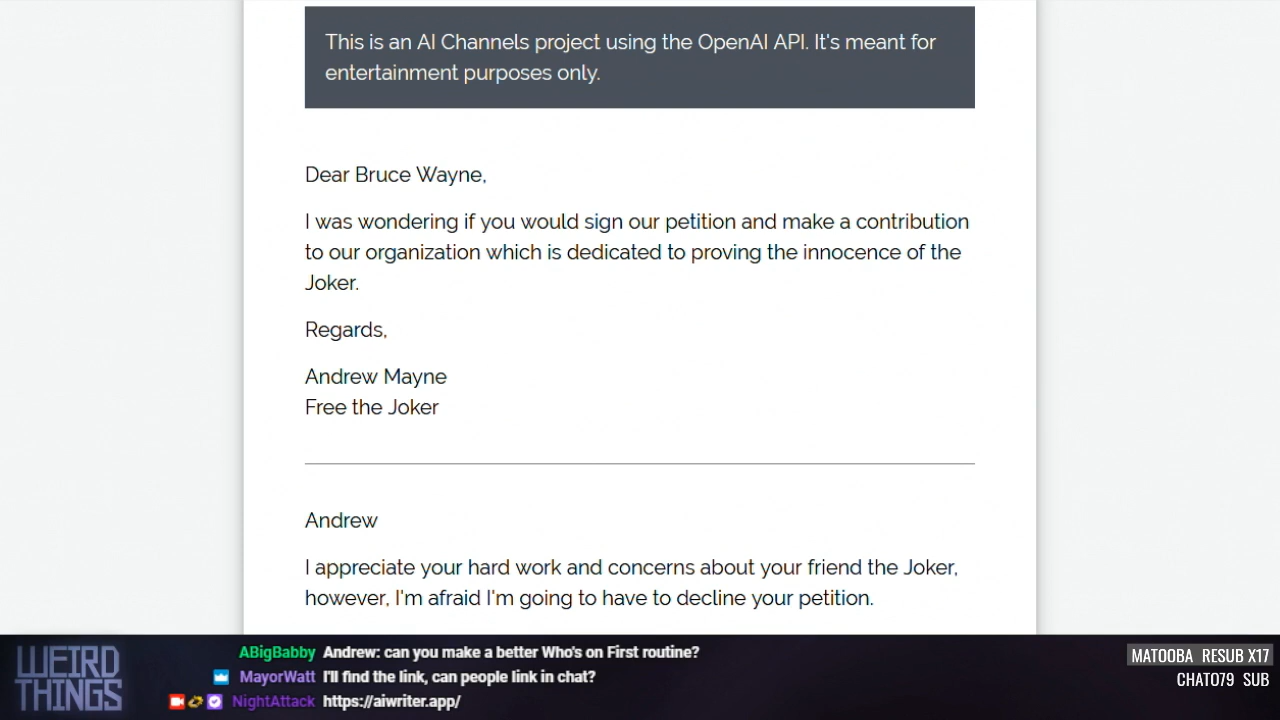 This is an AI Channels project using the OpenAI API. It's meant for
entertainment purposes only.
Dear Bruce Wayne,
I was wondering if you would sign our petition and make a contribution
to our organization which is dedicated to proving the innocence of the
Joker.
Regards,
Andrew Mayne
Free the Joker
Andrew
I appreciate your hard work and concerns about your friend the Joker,
however, I'm afraid I'm going to have to decline your petition.
WEIRD
THINGS
ABigBabby Andrew: can you make a better Who's on First routine?
MayorWatt I'll find the link, can people link in chat?
NightAttack https://aiwriter.app/
MATOOBA RESUB X17
CHATO79 SUB